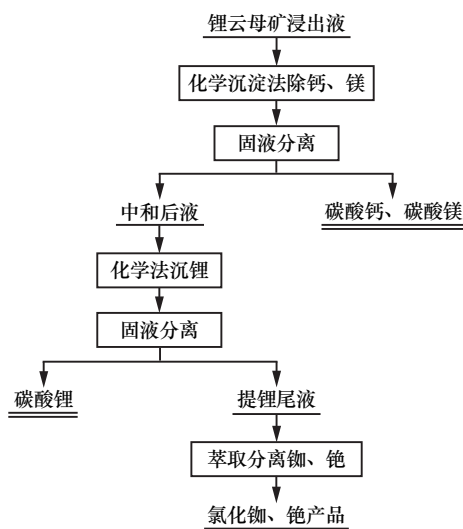 锂云母矿浸出液
化学沉淀法除钙、镁
固液分离
中和后液
碳酸钙、碳酸镁
化学法沉锂
固液分离
碳酸锂
提锂尾液
萃取分离铷、铯
氯化铷、铯产品